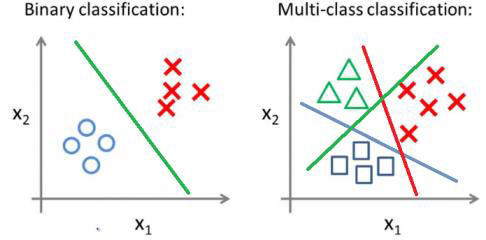 Binary classification:
x2
x1
Multi-class classification:
x2
x1